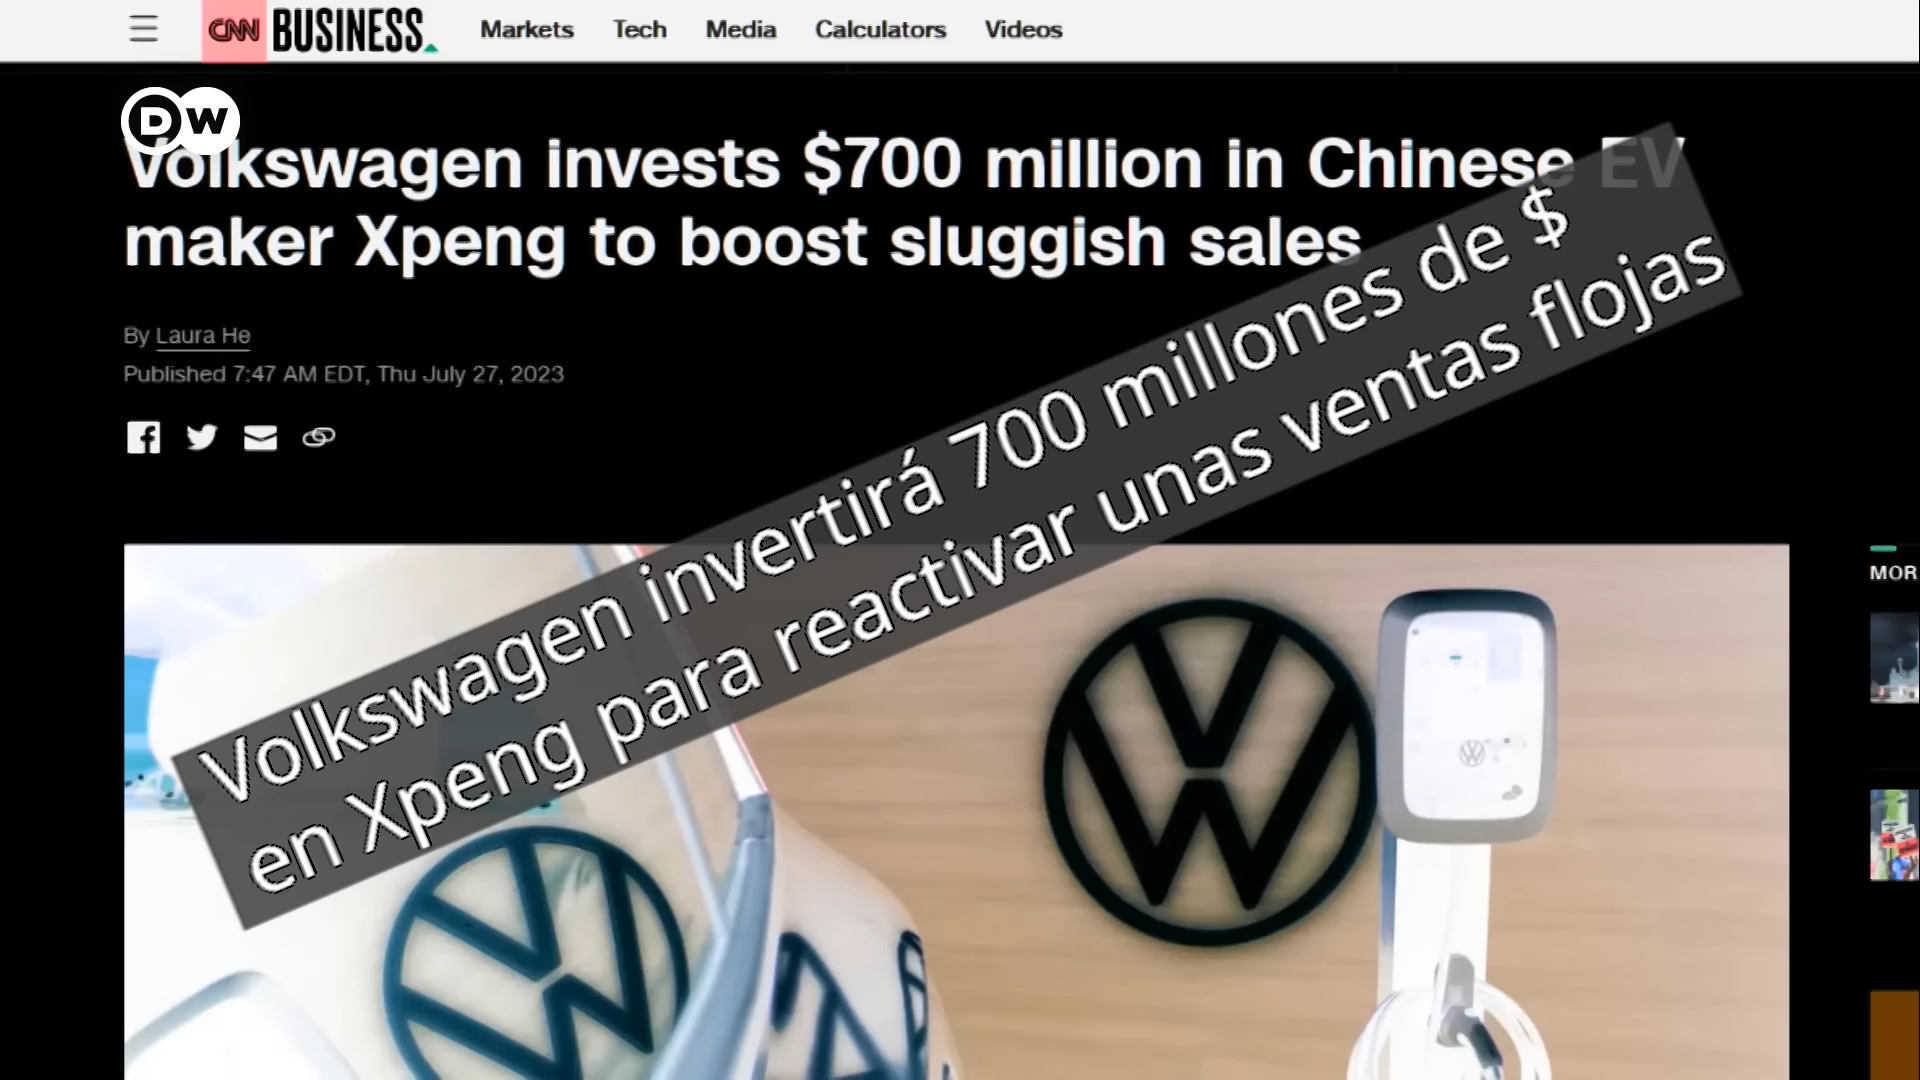 CNN BUSINESS
Markets
Tech
Media
Calculators
Videos
DW
Volkswagen invests $700 million in Chinese EV
maker Xpeng to boost sluggish sales
By Laura He
Published 7:47 AM EDT, Thu July 27, 2023
Volkswagen invertirá 700 millones de $
en Xpeng para reactivar unas ventas flojas
MOR